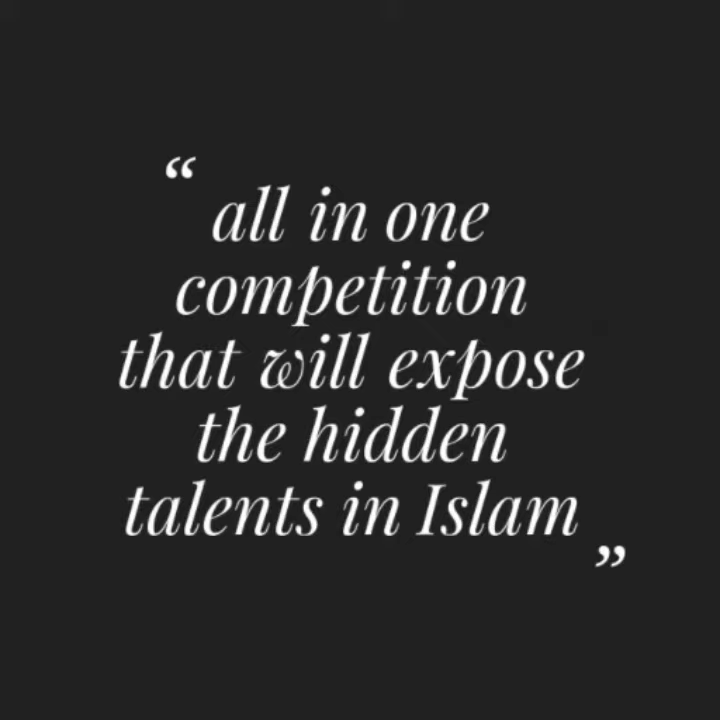 “ all in one
competition
that will expose
the hidden
talents in Islam ”